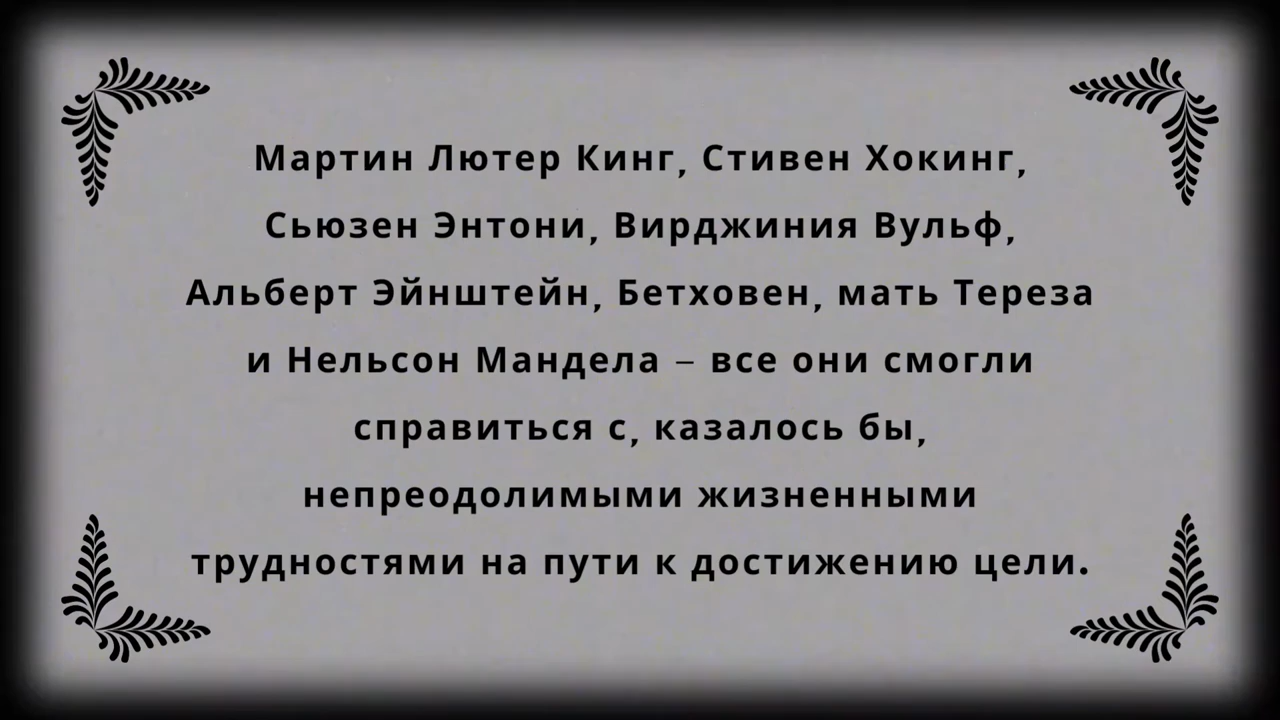 Мартин Лютер Кинг, Стивен Хокинг,
Сьюзен Энтони, Вирджиния Вульф,
Альберт Эйнштейн, Бетховен, мать Тереза
и Нельсон Мандела – все они смогли
справиться с, казалось бы,
непреодолимыми жизненными
трудностями на пути к достижению цели.